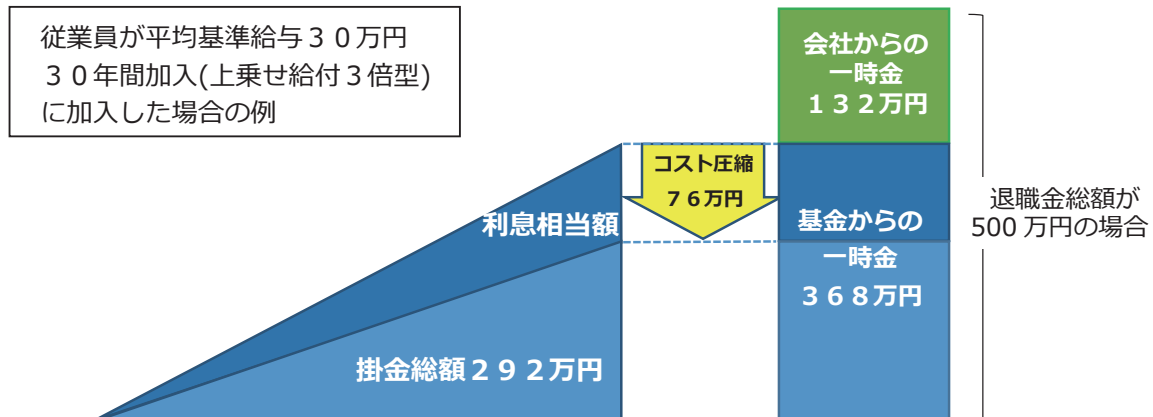 従業員が平均基準給与３０万円
３０年間加入(上乗せ給付３倍型)
に加入した場合の例
会社からの
一時金
１３２万円
コスト圧縮
７６万円
利息相当額
基金からの
一時金
３６８万円
退職金総額が
500 万円の場合
掛金総額２９２万円